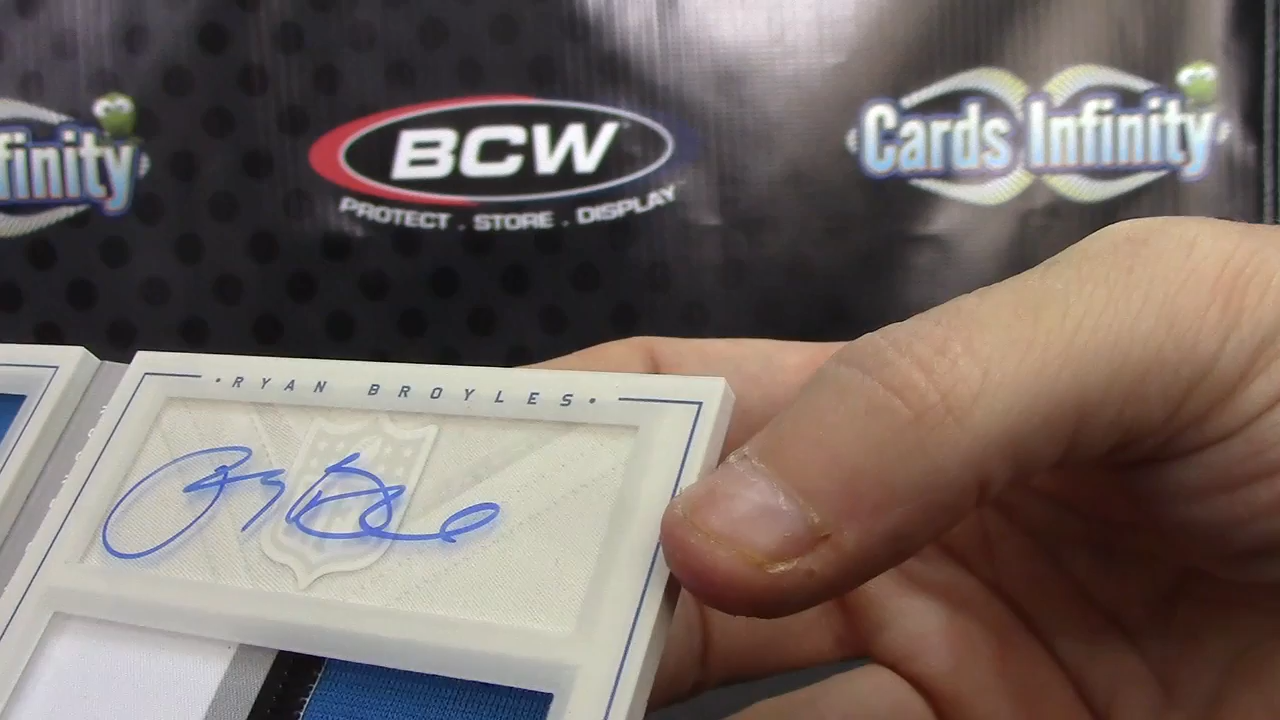 finity
BCW
PROTECT . STORE . DISPLAY
Cards Infinity
• RYAN BROYLES •